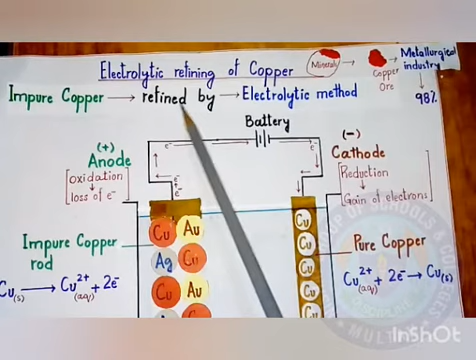 Electrolytic refining of Copper
Minerals → Copper Ore → Metallurgical industry
98%
Impure Copper → refined by → Electrolytic method
Battery
e⁻ e⁻
(+)
Anode
Oxidation
↓
loss of e⁻
e⁻
e⁻
(−)
Cathode
Reduction
↓
Gain of electrons
Impure Copper rod
Cu Au
Ag Cu
Cu Au
Cu
Cu
Cu
Cu
Cu
Pure Copper
Cu(s) → Cu²⁺(aq) + 2e⁻
Cu²⁺(aq) + 2e⁻ → Cu(s)
InShot